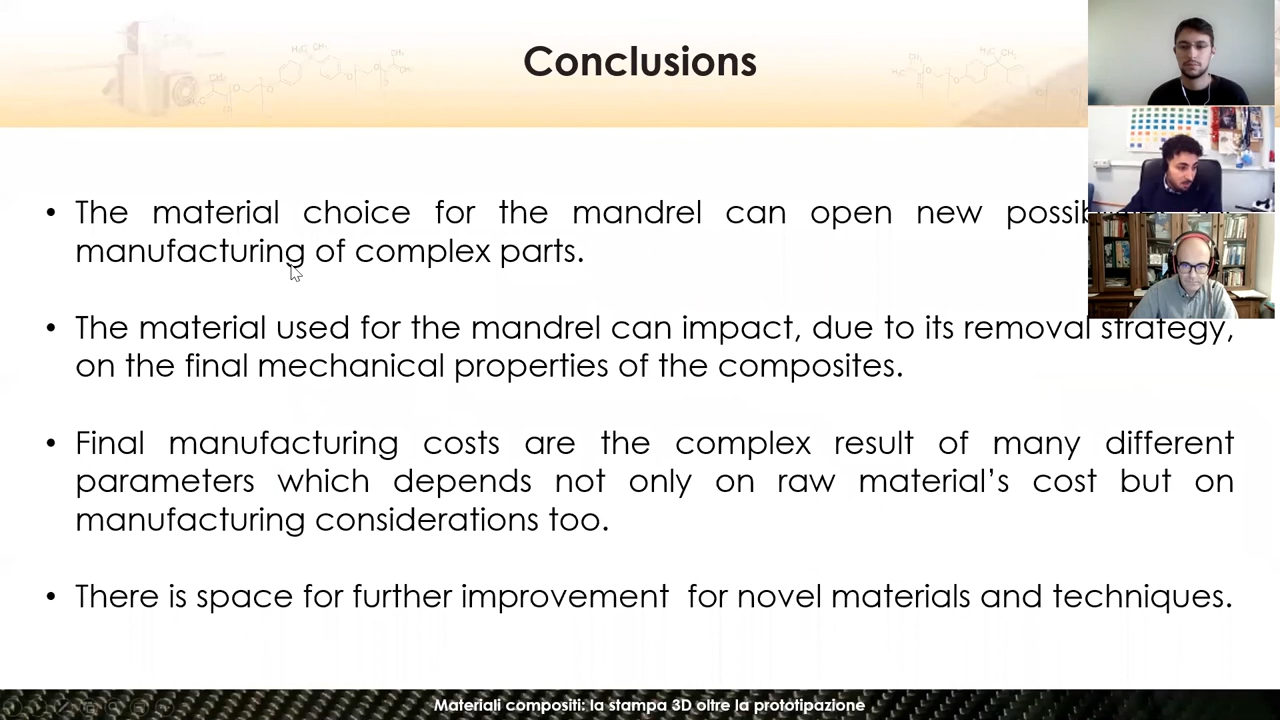 Conclusions
• The material choice for the mandrel can open new
manufacturing of complex parts.
• The material used for the mandrel can impact, due to its removal strategy,
on the final mechanical properties of the composites.
• Final manufacturing costs are the complex result of many different
parameters which depends not only on raw material’s cost but on
manufacturing considerations too.
• There is space for further improvement for novel materials and techniques.
Materiali compositi: la stampa 3D oltre la prototipazione